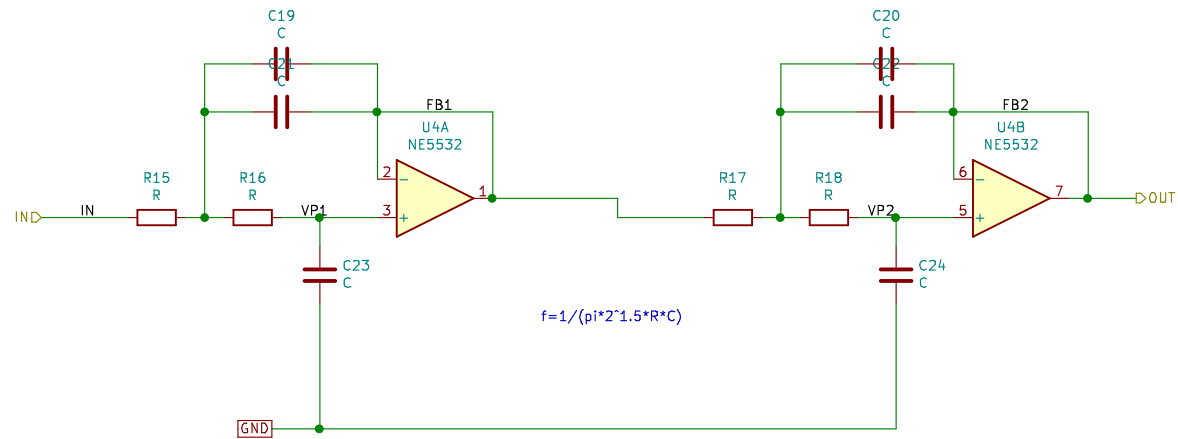 C19
C
C20
C
C21
C
C22
C
FB1
FB2
U4A
NE5532
U4B
NE5532
2
−
6
−
R15
R
R16
R
R17
R
R18
R
1
7
OUT
IN
IN
VP1
3
+
VP2
5
+
C23
C
C24
C
f=1/(pi*2^1.5*R*C)
GND